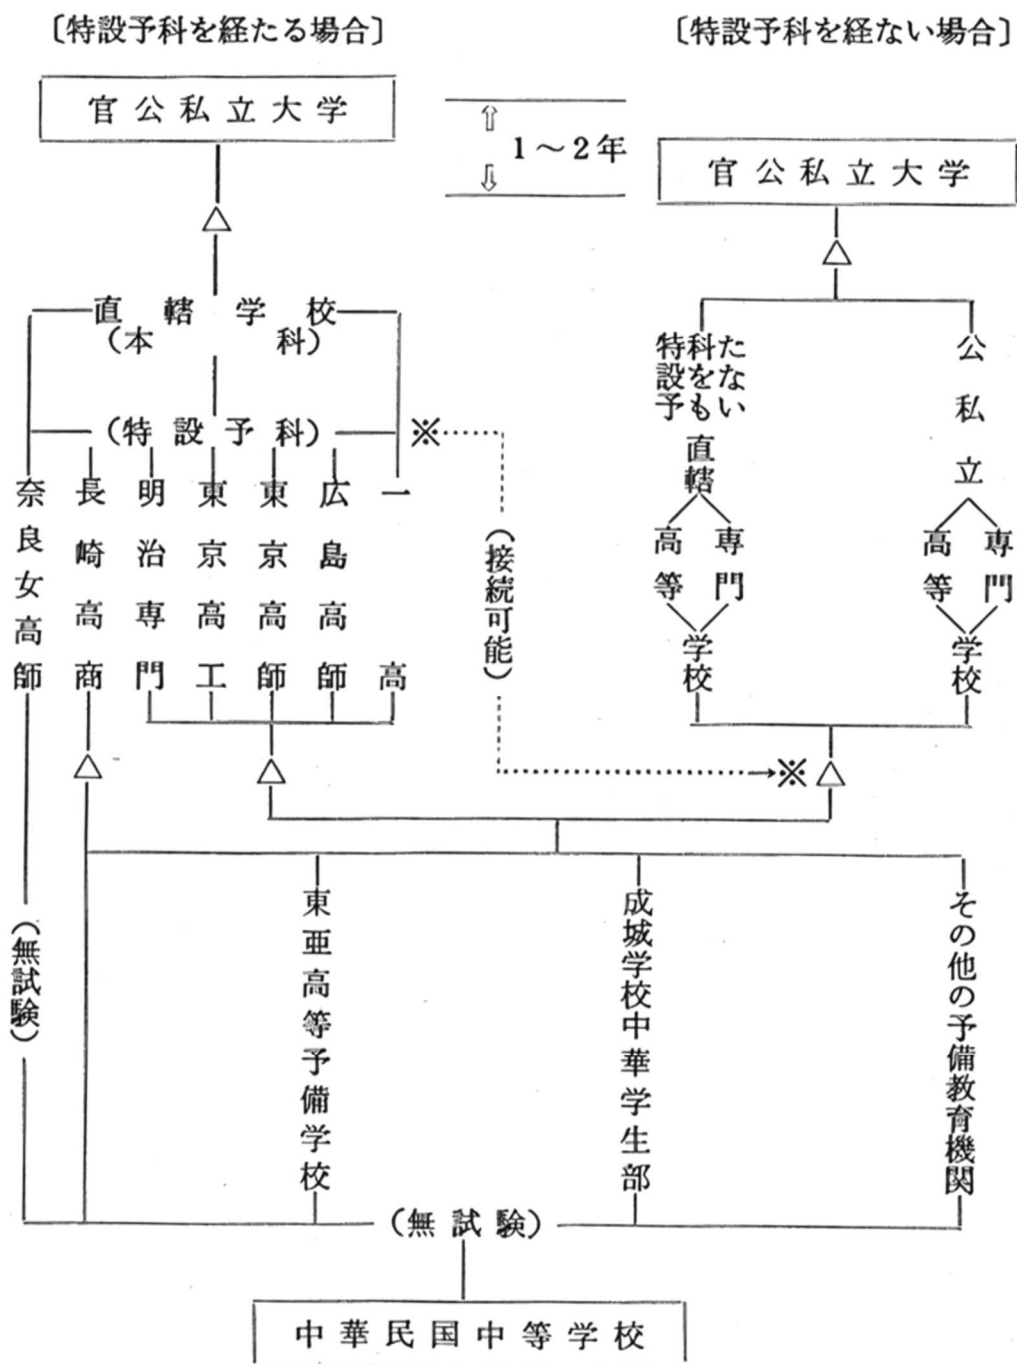 〔特設予科を経たる場合〕
〔特設予科を経ない場合〕
官公私立大学
1～2年
官公私立大学
直轄学校
（本科）
（特設予科）
※
奈良女高師
長崎高商
明治専門
東京高工
東京高師
広島高師
一高
（接続可能）
特設予
科をも
たない
直轄
高等
専門
学校
公私立
高等
専門
学校
※
（無試験）
東亜高等予備学校
成城学校中華学生部
その他の予備教育機関
（無試験）
中華民国中等学校